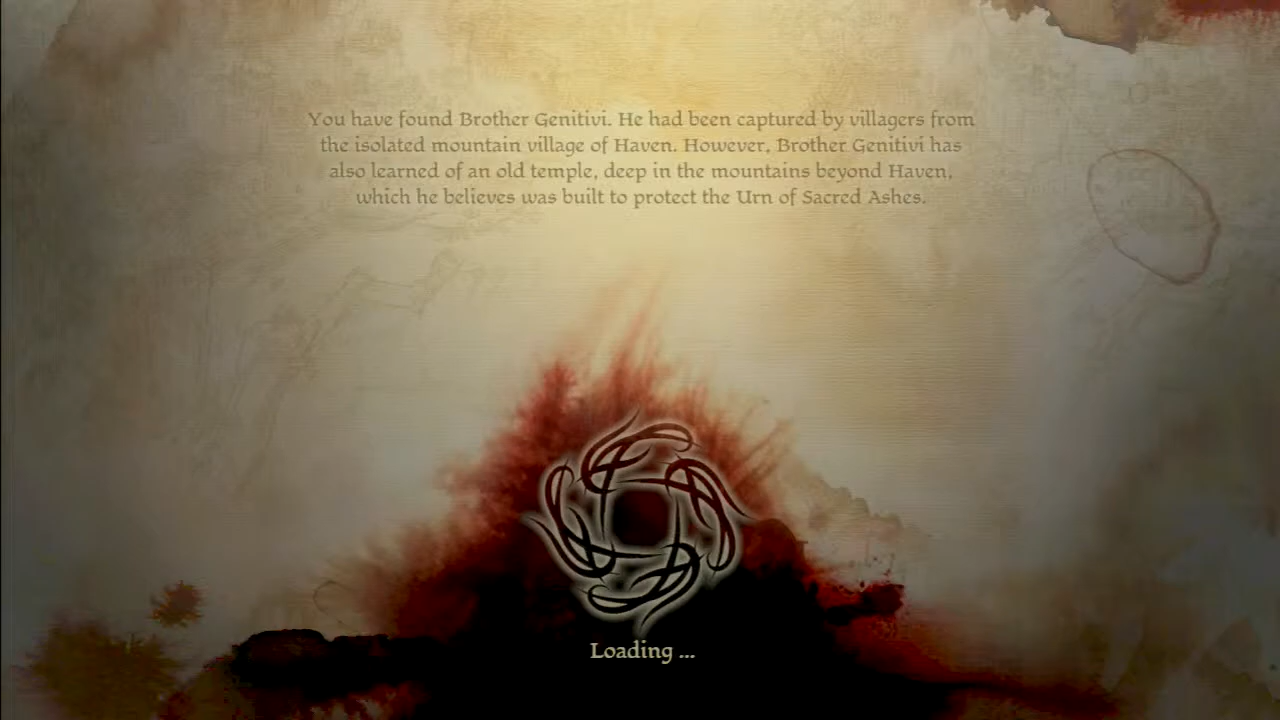 You have found Brother Genitivi. He had been captured by villagers from
the isolated mountain village of Haven. However, Brother Genitivi has
also learned of an old temple, deep in the mountains beyond Haven,
which he believes was built to protect the Urn of Sacred Ashes.
Loading ...